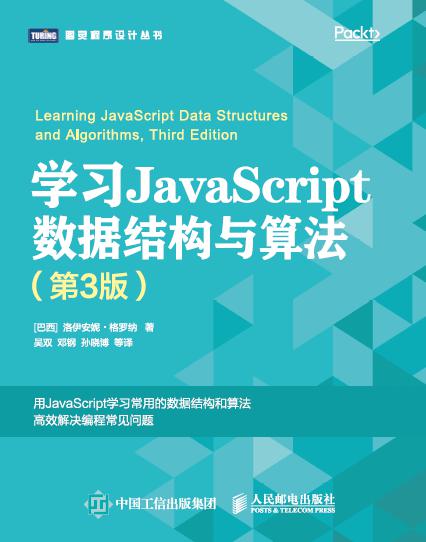 TURING 图灵程序设计丛书
Packt>
Learning JavaScript Data Structures
and Algorithms, Third Edition
学习JavaScript
数据结构与算法
(第3版)
[巴西] 洛伊安妮·格罗纳 著
吴双 邓钢 孙晓博 等译
用JavaScript学习常用的数据结构和算法
高效解决编程常见问题
中国工信出版集团
人民邮电出版社
POSTS & TELECOM PRESS